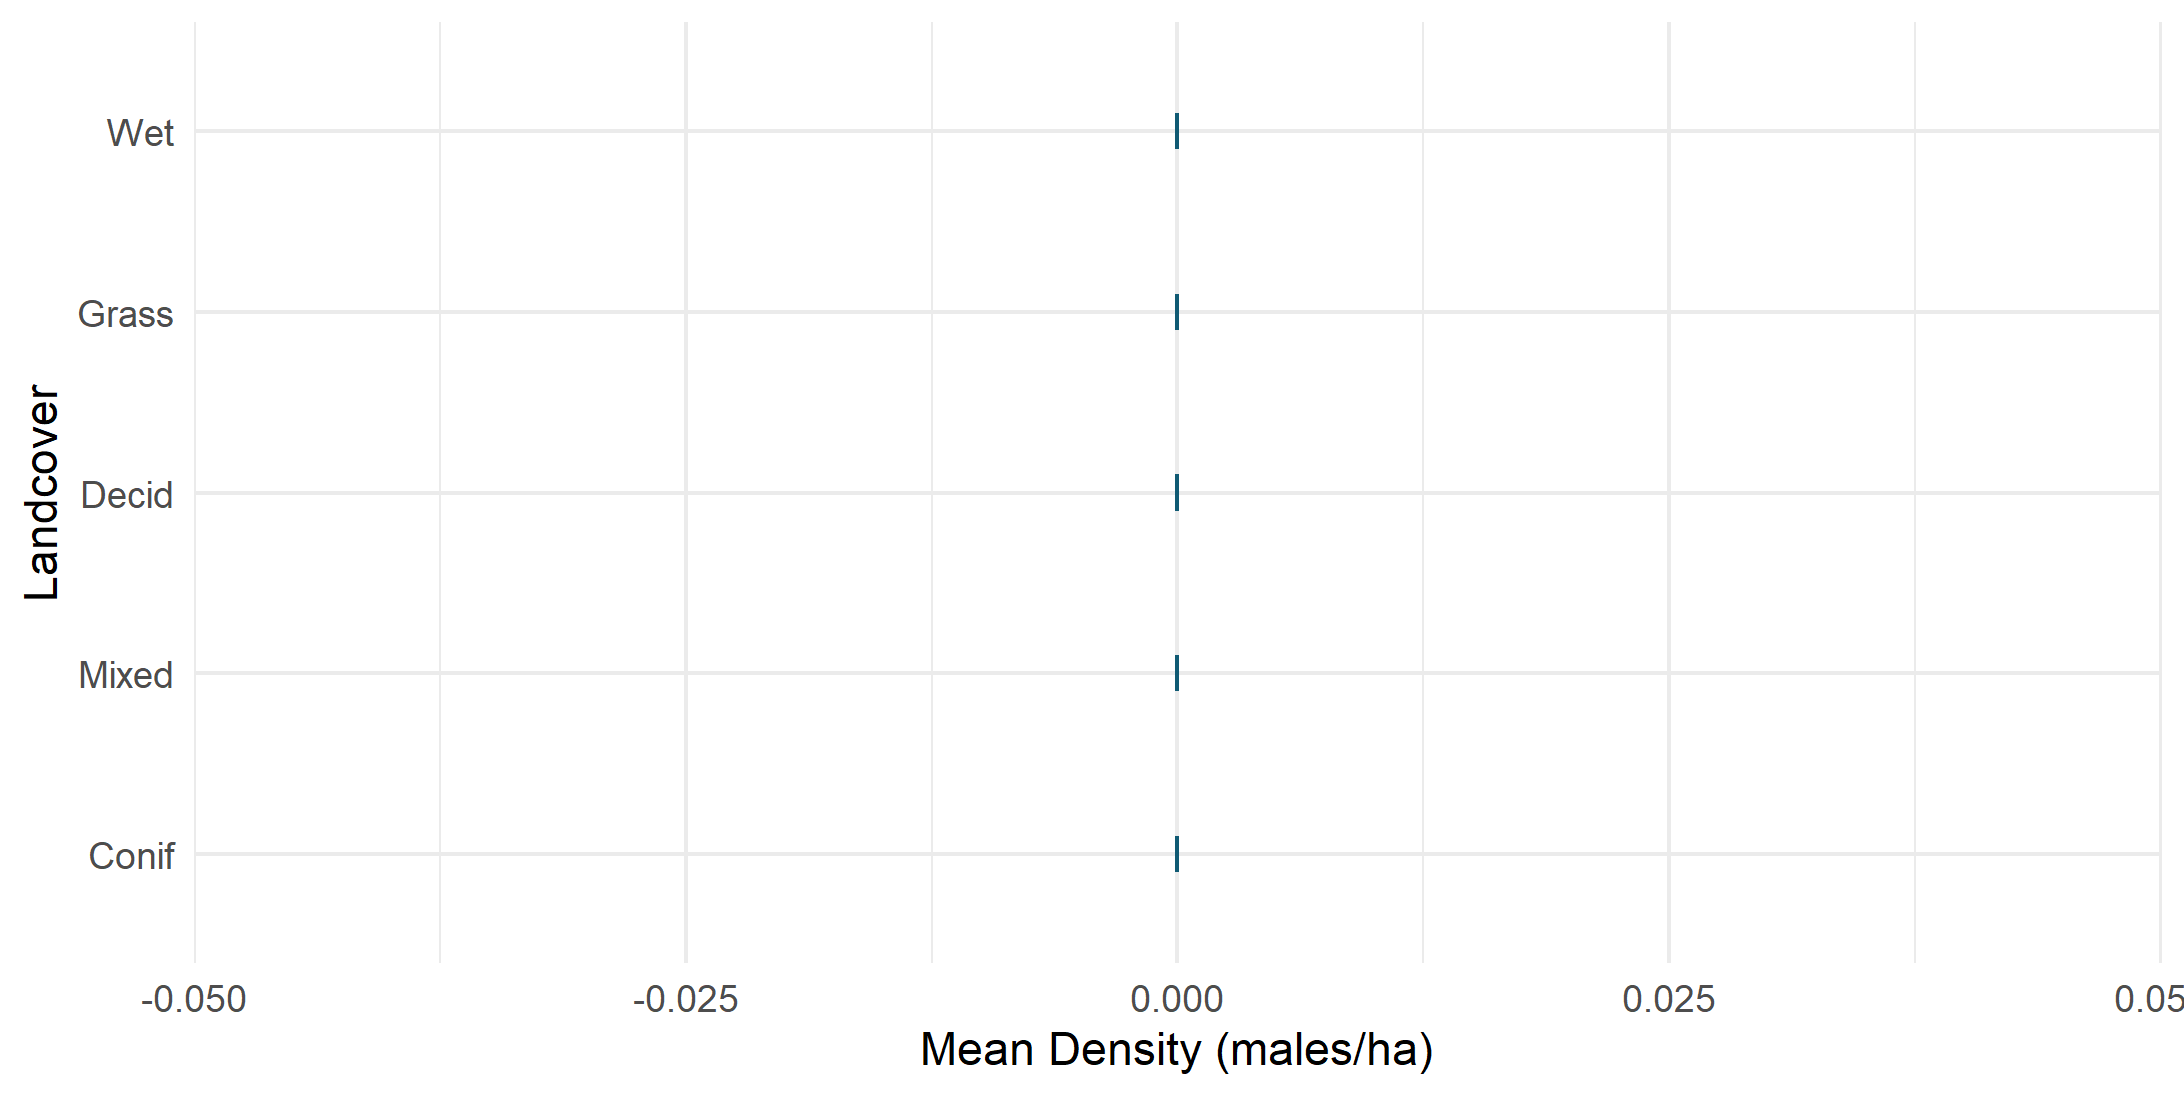 Wet
Grass
Decid
Mixed
Conif
Landcover
-0.050 -0.025 0.000 0.025 0.05
Mean Density (males/ha)